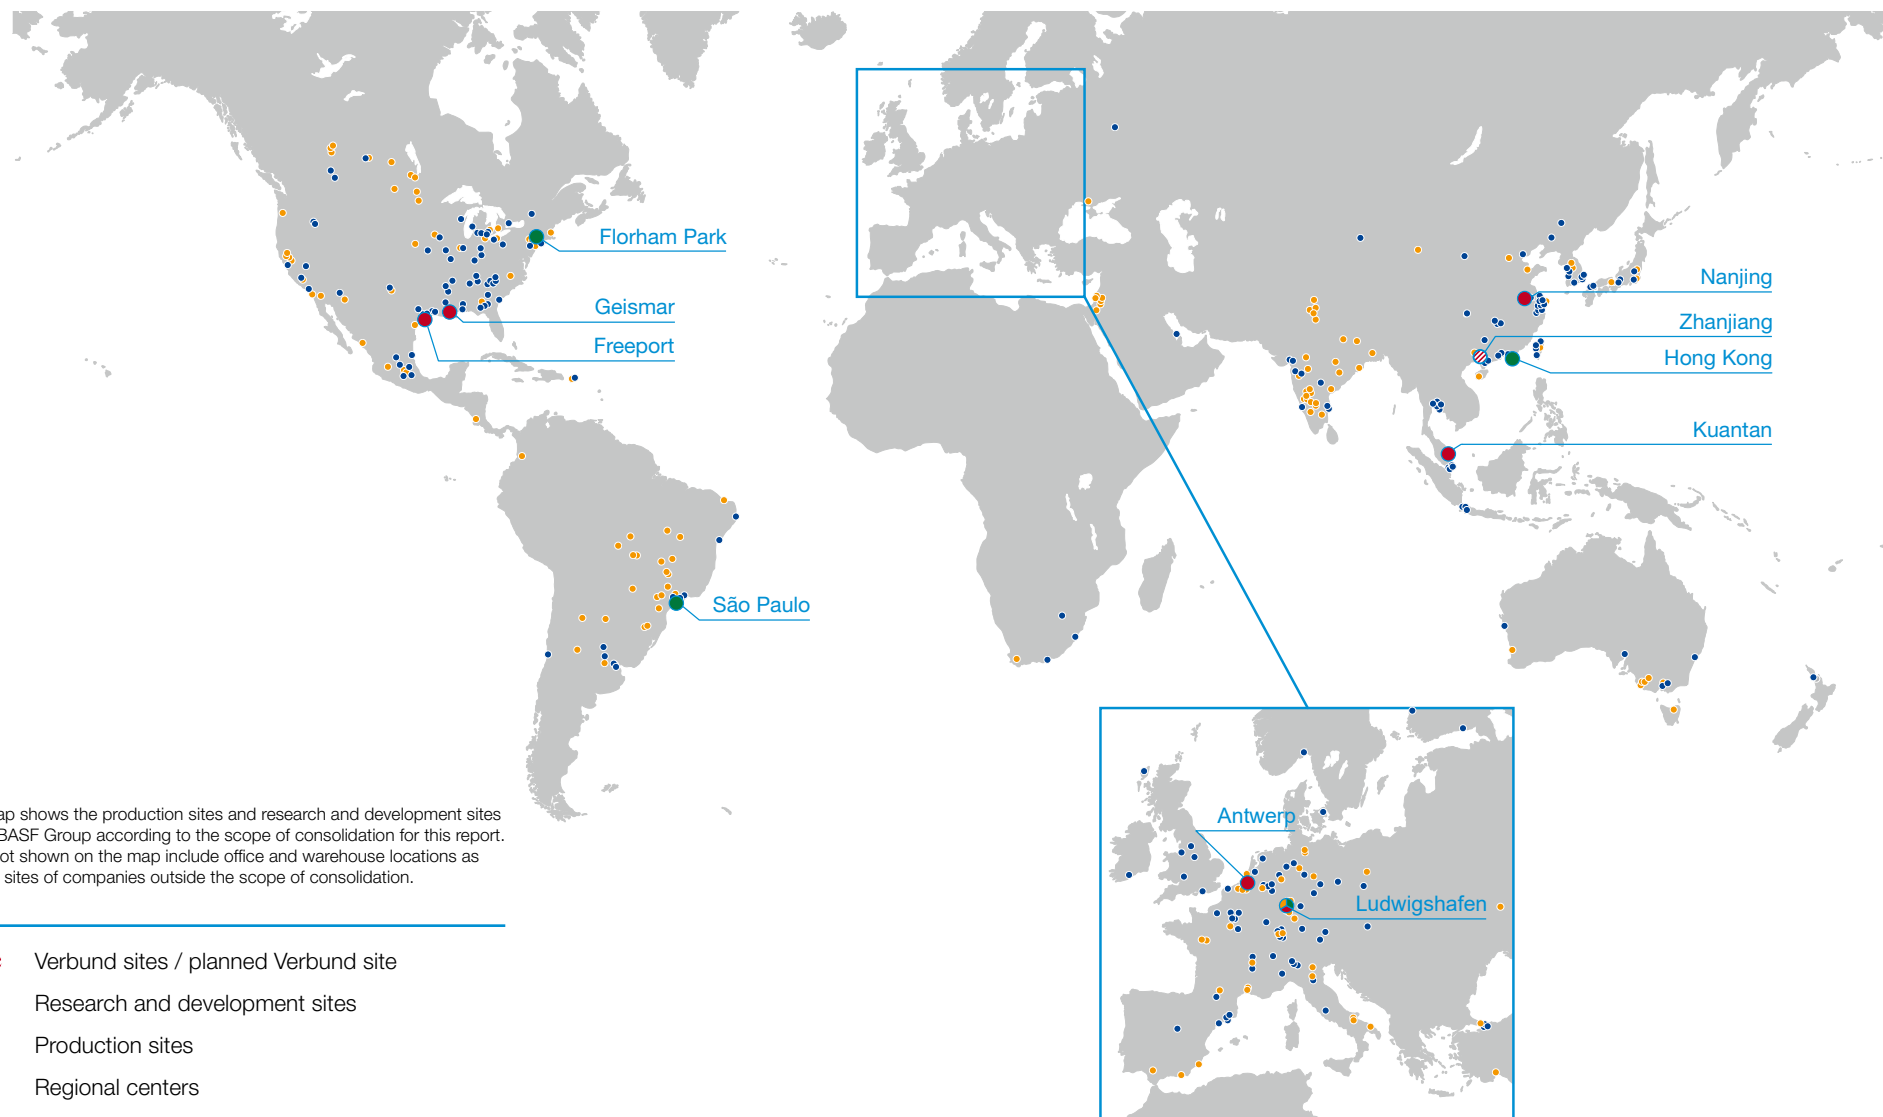 Florham Park
Geismar
Freeport
Nanjing
Zhanjiang
Hong Kong
Kuantan
São Paulo
Antwerp
Ludwigshafen
shows the production sites and research and development sites
BASF Group according to the scope of consolidation for this report.
shown on the map include office and warehouse locations as
sites of companies outside the scope of consolidation.
Verbund sites / planned Verbund site
Research and development sites
Production sites
Regional centers